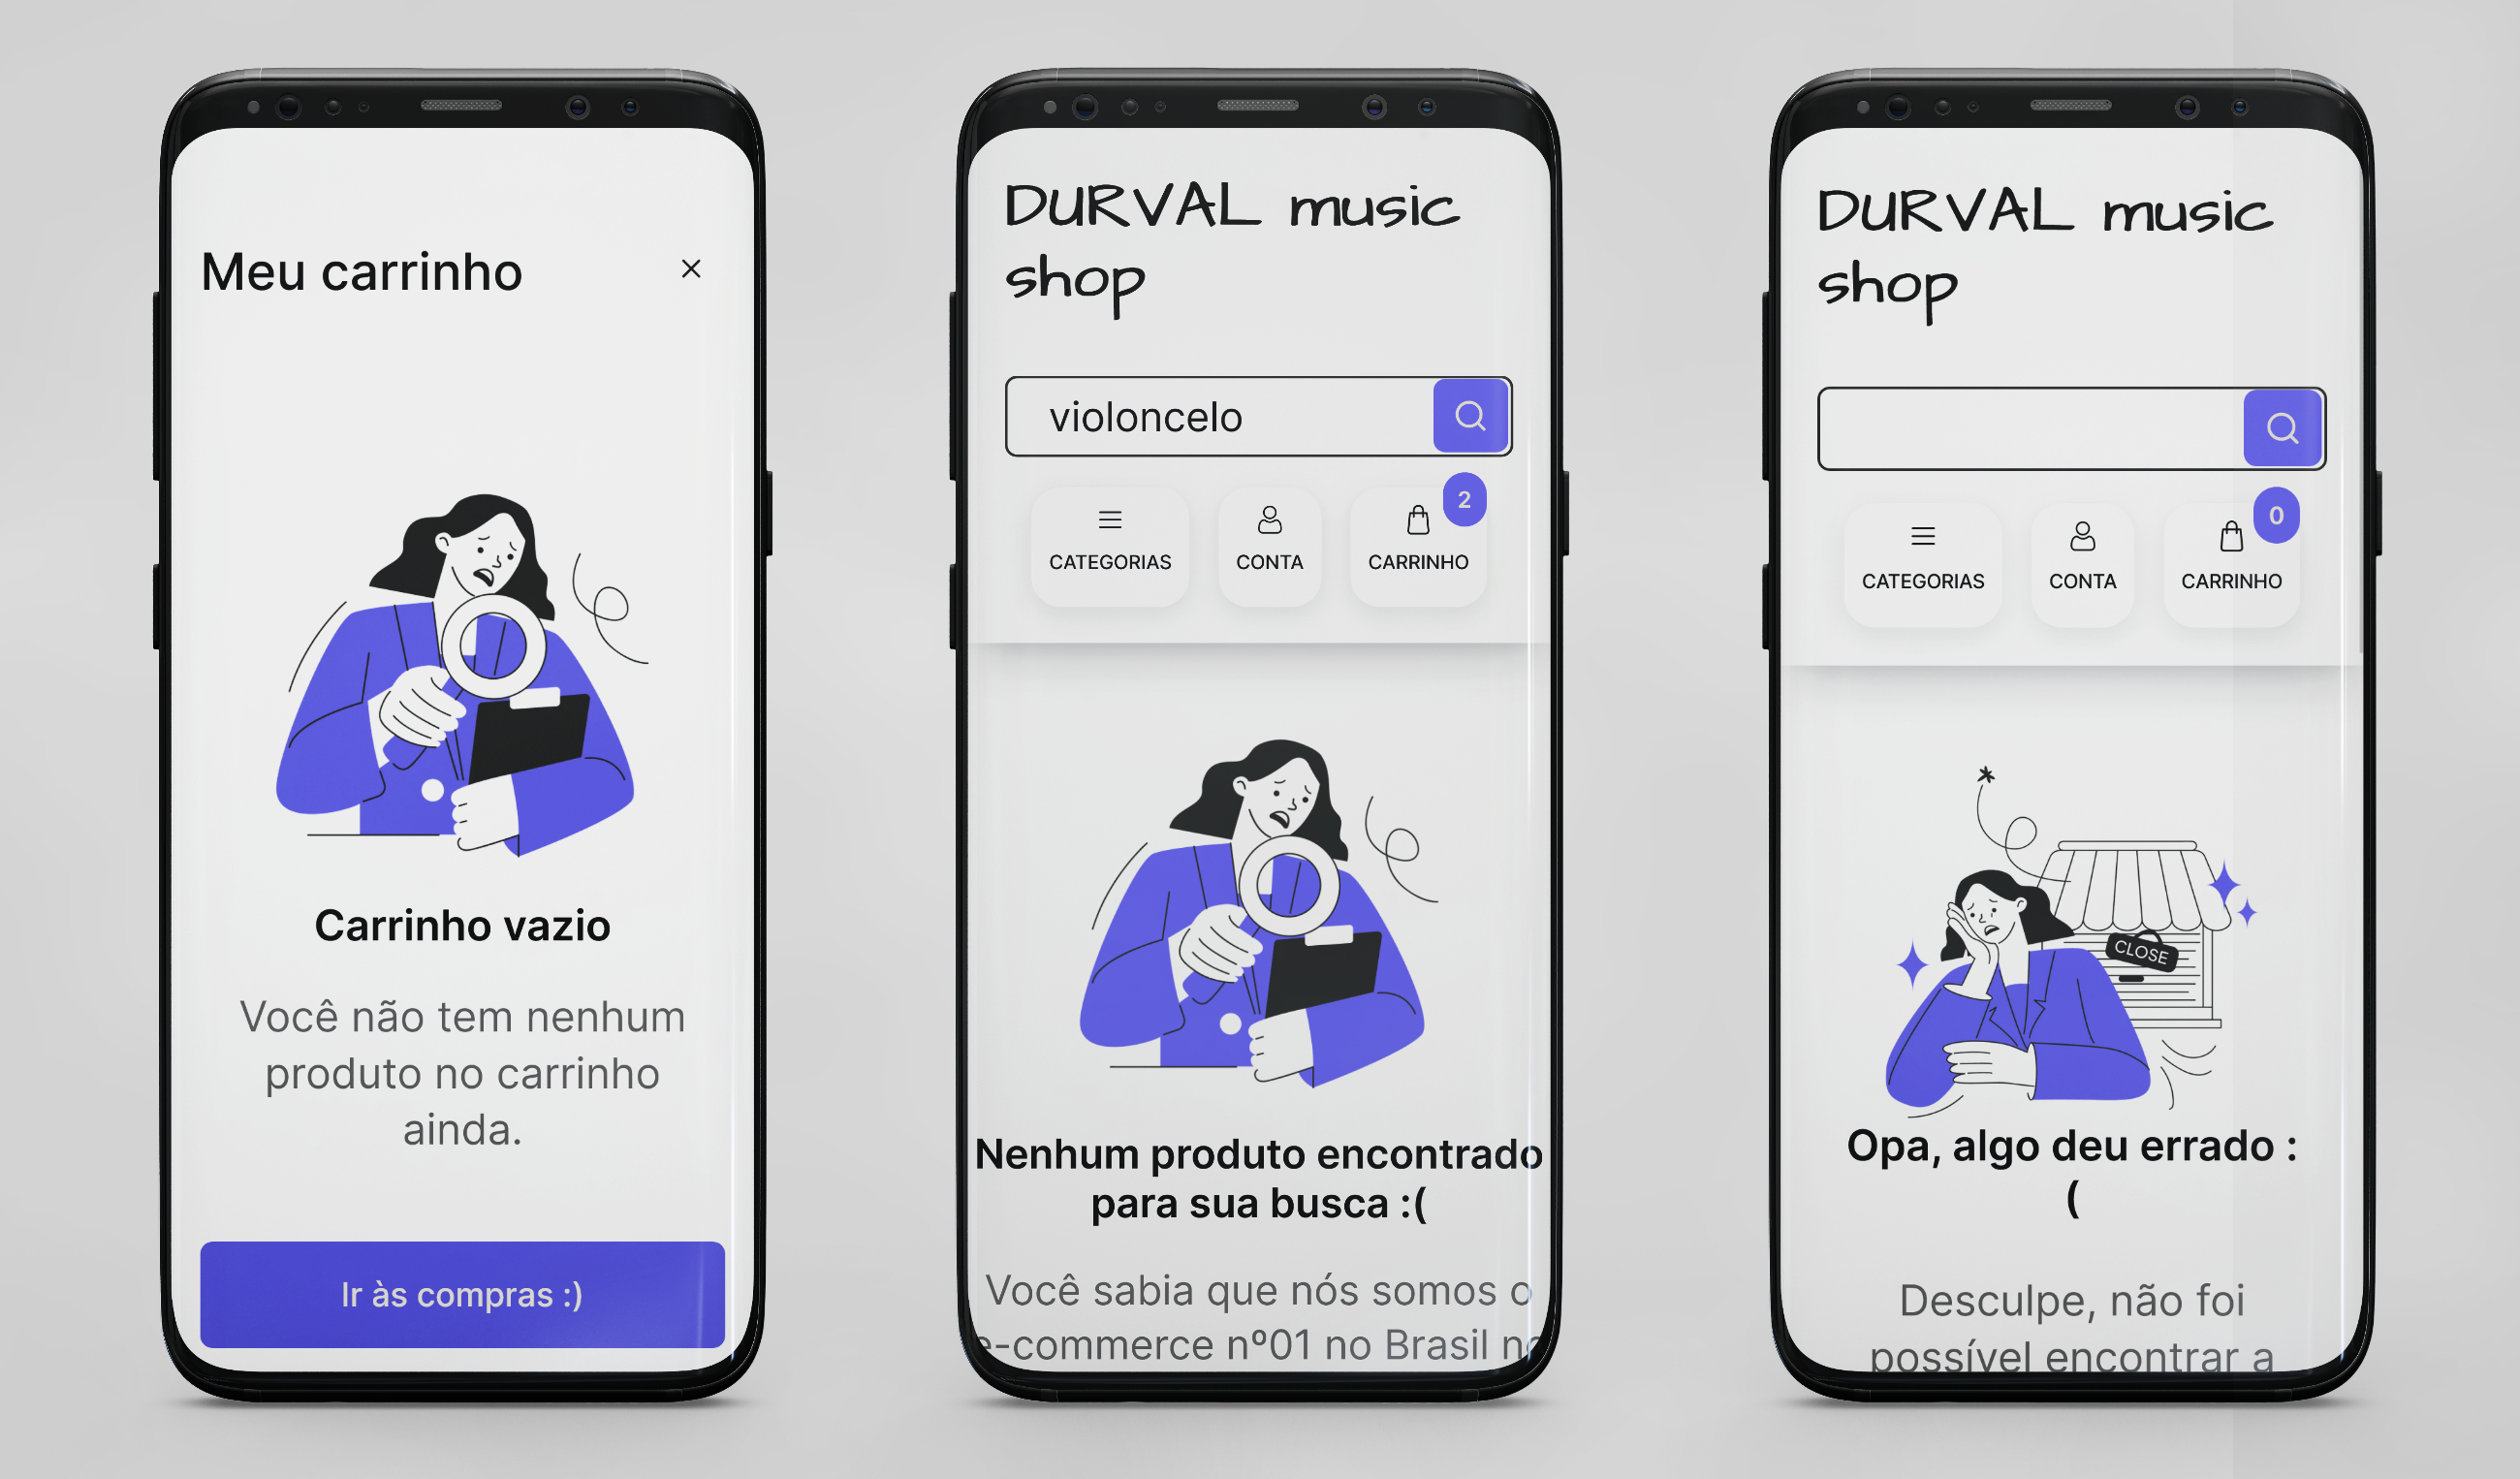 Meu carrinho
Carrinho vazio
Você não tem nenhum
produto no carrinho
ainda.
Ir às compras :)
DURVAL music
shop
violoncelo
2
CATEGORIAS
CONTA
CARRINHO
Nenhum produto encontrado
para sua busca :(
Você sabia que nós somos o
e-commerce nº01 no Brasil no
DURVAL music
shop
0
CATEGORIAS
CONTA
CARRINHO
CLOSE
Opa, algo deu errado :
(
Desculpe, não foi
possível encontrar a